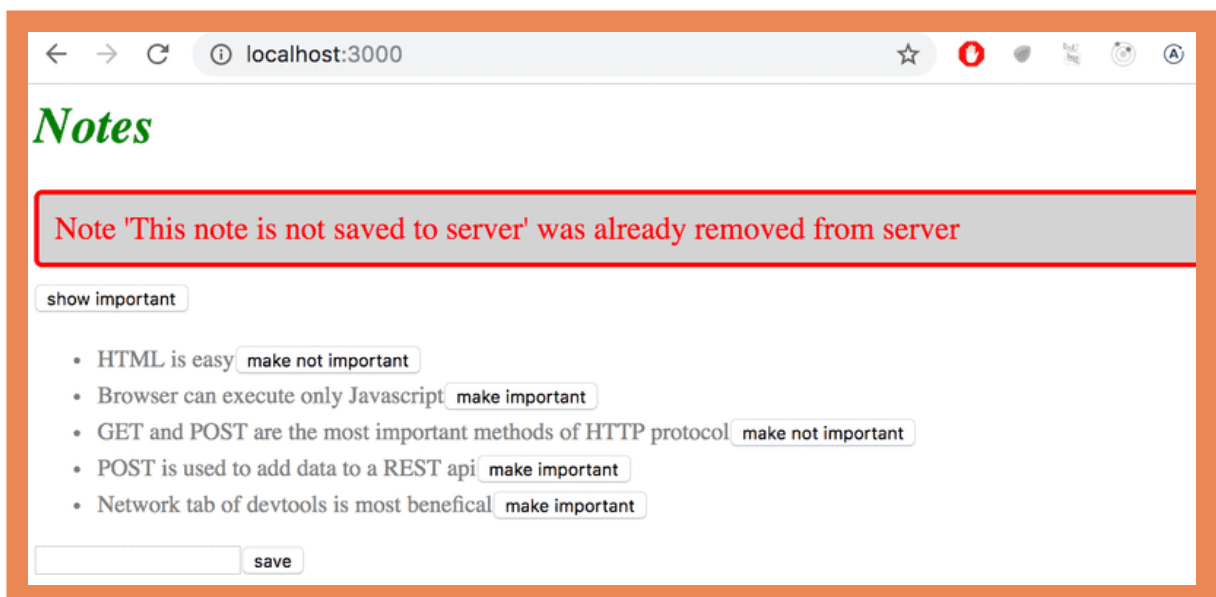 localhost:3000
Notes
Note 'This note is not saved to server' was already removed from server
show important
HTML is easy make not important
Browser can execute only Javascript make important
GET and POST are the most important methods of HTTP protocol make not important
POST is used to add data to a REST api make important
Network tab of devtools is most benefical make important
save